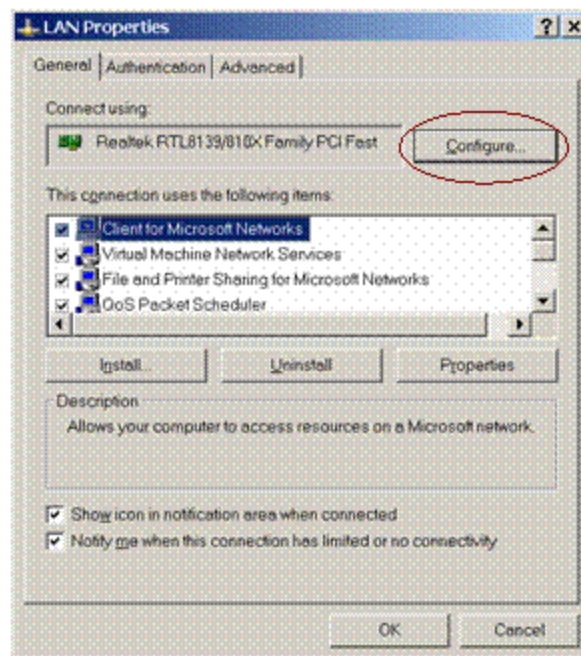 LAN Properties
General Authentication Advanced
Connect using:
Realtek RTL8139/810X Family PCI Fast
Configure...
This connection uses the following items:
Client for Microsoft Networks
Virtual Machine Network Services
File and Printer Sharing for Microsoft Networks
QoS Packet Scheduler
Install... Uninstall Properties
Description
Allows your computer to access resources on a Microsoft network.
Show icon in notification area when connected
Notify me when this connection has limited or no connectivity
OK Cancel